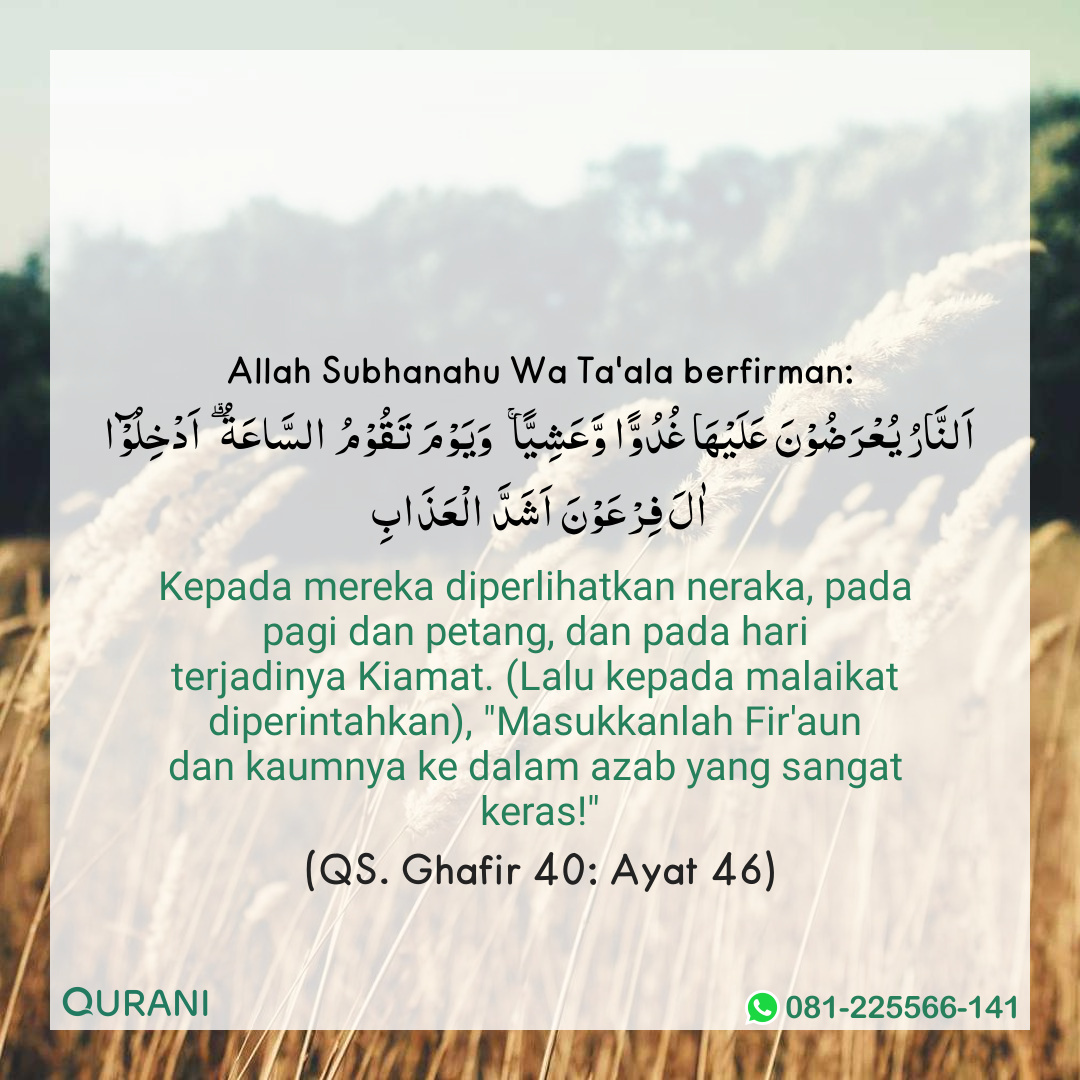 Allah Subhanahu Wa Ta'ala berfirman:
اَلنَّارُ يُعْرَضُوْنَ عَلَيْهَا غُدُوًّا وَّعَشِيًّا ۚ وَيَوْمَ تَقُوْمُ السَّاعَةُ ۗ اَدْخِلُوْۤا
اٰلَ فِرْعَوْنَ اَشَدَّ الْعَذَابِ
Kepada mereka diperlihatkan neraka, pada
pagi dan petang, dan pada hari
terjadinya Kiamat. (Lalu kepada malaikat
diperintahkan), "Masukkanlah Fir'aun
dan kaumnya ke dalam azab yang sangat
keras!"
(QS. Ghafir 40: Ayat 46)
QURANI
081-225566-141